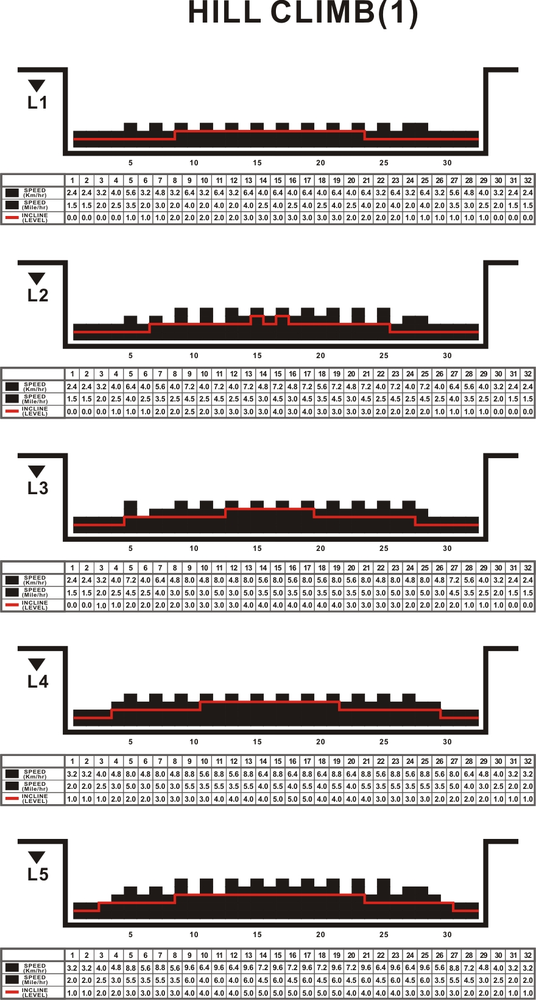 HILL CLIMB(1)
L1
5 10 15 20 25 30
1 2 3 4 5 6 7 8 9 10 11 12 13 14 15 16 17 18 19 20 21 22 23 24 25 26 27 28 29 30 31 32
SPEED (Km/hr) 2.4 2.4 3.2 4.0 5.6 3.2 4.8 3.2 6.4 3.2 6.4 3.2 6.4 4.0 6.4 4.0 6.4 4.0 6.4 4.0 6.4 3.2 6.4 3.2 6.4 3.2 5.6 4.8 4.0 3.2 2.4 2.4
SPEED (Mile/hr) 1.5 1.5 2.0 2.5 3.5 2.0 3.0 2.0 4.0 2.0 4.0 2.0 4.0 2.5 4.0 2.5 4.0 2.5 4.0 2.5 4.0 2.0 4.0 2.0 4.0 2.0 3.5 3.0 2.5 2.0 1.5 1.5
INCLINE (LEVEL) 0.0 0.0 0.0 0.0 1.0 1.0 1.0 2.0 2.0 2.0 2.0 2.0 3.0 3.0 3.0 3.0 3.0 3.0 3.0 2.0 2.0 2.0 2.0 1.0 1.0 1.0 1.0 1.0 1.0 0.0 0.0 0.0
L2
5 10 15 20 25 30
1 2 3 4 5 6 7 8 9 10 11 12 13 14 15 16 17 18 19 20 21 22 23 24 25 26 27 28 29 30 31 32
SPEED (Km/hr) 2.4 2.4 3.2 4.0 6.4 4.0 5.6 4.0 7.2 4.0 7.2 4.0 7.2 4.8 7.2 4.8 7.2 5.6 7.2 4.8 7.2 4.0 7.2 4.0 7.2 4.0 6.4 5.6 4.0 3.2 2.4 2.4
SPEED (Mile/hr) 1.5 1.5 2.0 2.5 4.0 2.5 3.5 2.5 4.5 2.5 4.5 2.5 4.5 3.0 4.5 3.0 4.5 3.5 4.5 3.0 4.5 2.5 4.5 2.5 4.5 2.5 4.0 3.5 2.5 2.0 1.5 1.5
INCLINE (LEVEL) 0.0 0.0 0.0 1.0 1.0 1.0 2.0 2.0 2.5 2.0 3.0 3.0 3.0 3.0 4.0 3.0 4.0 3.0 3.0 3.0 3.0 2.0 2.0 2.0 2.0 1.0 1.0 1.0 1.0 0.0 0.0 0.0
L3
5 10 15 20 25 30
1 2 3 4 5 6 7 8 9 10 11 12 13 14 15 16 17 18 19 20 21 22 23 24 25 26 27 28 29 30 31 32
SPEED (Km/hr) 2.4 2.4 3.2 4.0 7.2 4.0 6.4 4.8 8.0 4.8 8.0 4.8 8.0 5.6 8.0 5.6 8.0 5.6 8.0 5.6 8.0 4.8 8.0 4.8 8.0 4.8 7.2 5.6 4.0 3.2 2.4 2.4
SPEED (Mile/hr) 1.5 1.5 2.0 2.5 4.5 2.5 4.0 3.0 5.0 3.0 5.0 3.0 5.0 3.5 5.0 3.5 5.0 3.5 5.0 3.5 5.0 3.0 5.0 3.0 5.0 3.0 4.5 3.5 2.5 2.0 1.5 1.5
INCLINE (LEVEL) 0.0 0.0 1.0 1.0 2.0 2.0 2.0 2.0 3.0 3.0 3.0 3.0 4.0 4.0 4.0 4.0 4.0 4.0 4.0 3.0 3.0 3.0 3.0 2.0 2.0 2.0 2.0 1.0 1.0 1.0 0.0 0.0
L4
5 10 15 20 25 30
1 2 3 4 5 6 7 8 9 10 11 12 13 14 15 16 17 18 19 20 21 22 23 24 25 26 27 28 29 30 31 32
SPEED (Km/hr) 3.2 3.2 4.0 4.8 8.0 4.8 8.0 4.8 8.8 5.6 8.8 5.6 8.8 6.4 8.8 6.4 8.8 6.4 8.8 6.4 8.8 5.6 8.8 5.6 8.8 5.6 8.0 6.4 4.8 4.0 3.2 3.2
SPEED (Mile/hr) 2.0 2.0 2.5 3.0 5.0 3.0 5.0 3.0 5.5 3.5 5.5 3.5 5.5 4.0 5.5 4.0 5.5 4.0 5.5 4.0 5.5 3.5 5.5 3.5 5.5 3.5 5.0 4.0 3.0 2.5 2.0 2.0
INCLINE (LEVEL) 1.0 1.0 1.0 2.0 2.0 2.0 3.0 3.0 3.0 3.0 4.0 4.0 4.0 4.0 5.0 5.0 5.0 4.0 4.0 4.0 4.0 3.0 3.0 3.0 3.0 2.0 2.0 2.0 2.0 1.0 1.0 1.0
L5
5 10 15 20 25 30
1 2 3 4 5 6 7 8 9 10 11 12 13 14 15 16 17 18 19 20 21 22 23 24 25 26 27 28 29 30 31 32
SPEED (Km/hr) 3.2 3.2 4.0 4.8 8.8 5.6 8.8 5.6 9.6 6.4 9.6 6.4 9.6 7.2 9.6 7.2 9.6 7.2 9.6 7.2 9.6 6.4 9.6 6.4 9.6 5.6 8.8 7.2 4.8 4.0 3.2 3.2
SPEED (Mile/hr) 2.0 2.0 2.5 3.0 5.5 3.5 5.5 3.5 6.0 4.0 6.0 4.0 6.0 4.5 6.0 4.5 6.0 4.5 6.0 4.5 6.0 4.5 6.0 4.5 6.0 3.5 5.5 4.5 3.0 2.5 2.0 2.0
INCLINE (LEVEL) 1.0 1.0 2.0 2.0 3.0 3.0 3.0 3.0 4.0 4.0 4.0 4.0 5.0 5.0 5.0 5.0 5.0 5.0 5.0 4.0 4.0 4.0 4.0 3.0 3.0 3.0 3.0 2.0 2.0 2.0 1.0 1.0